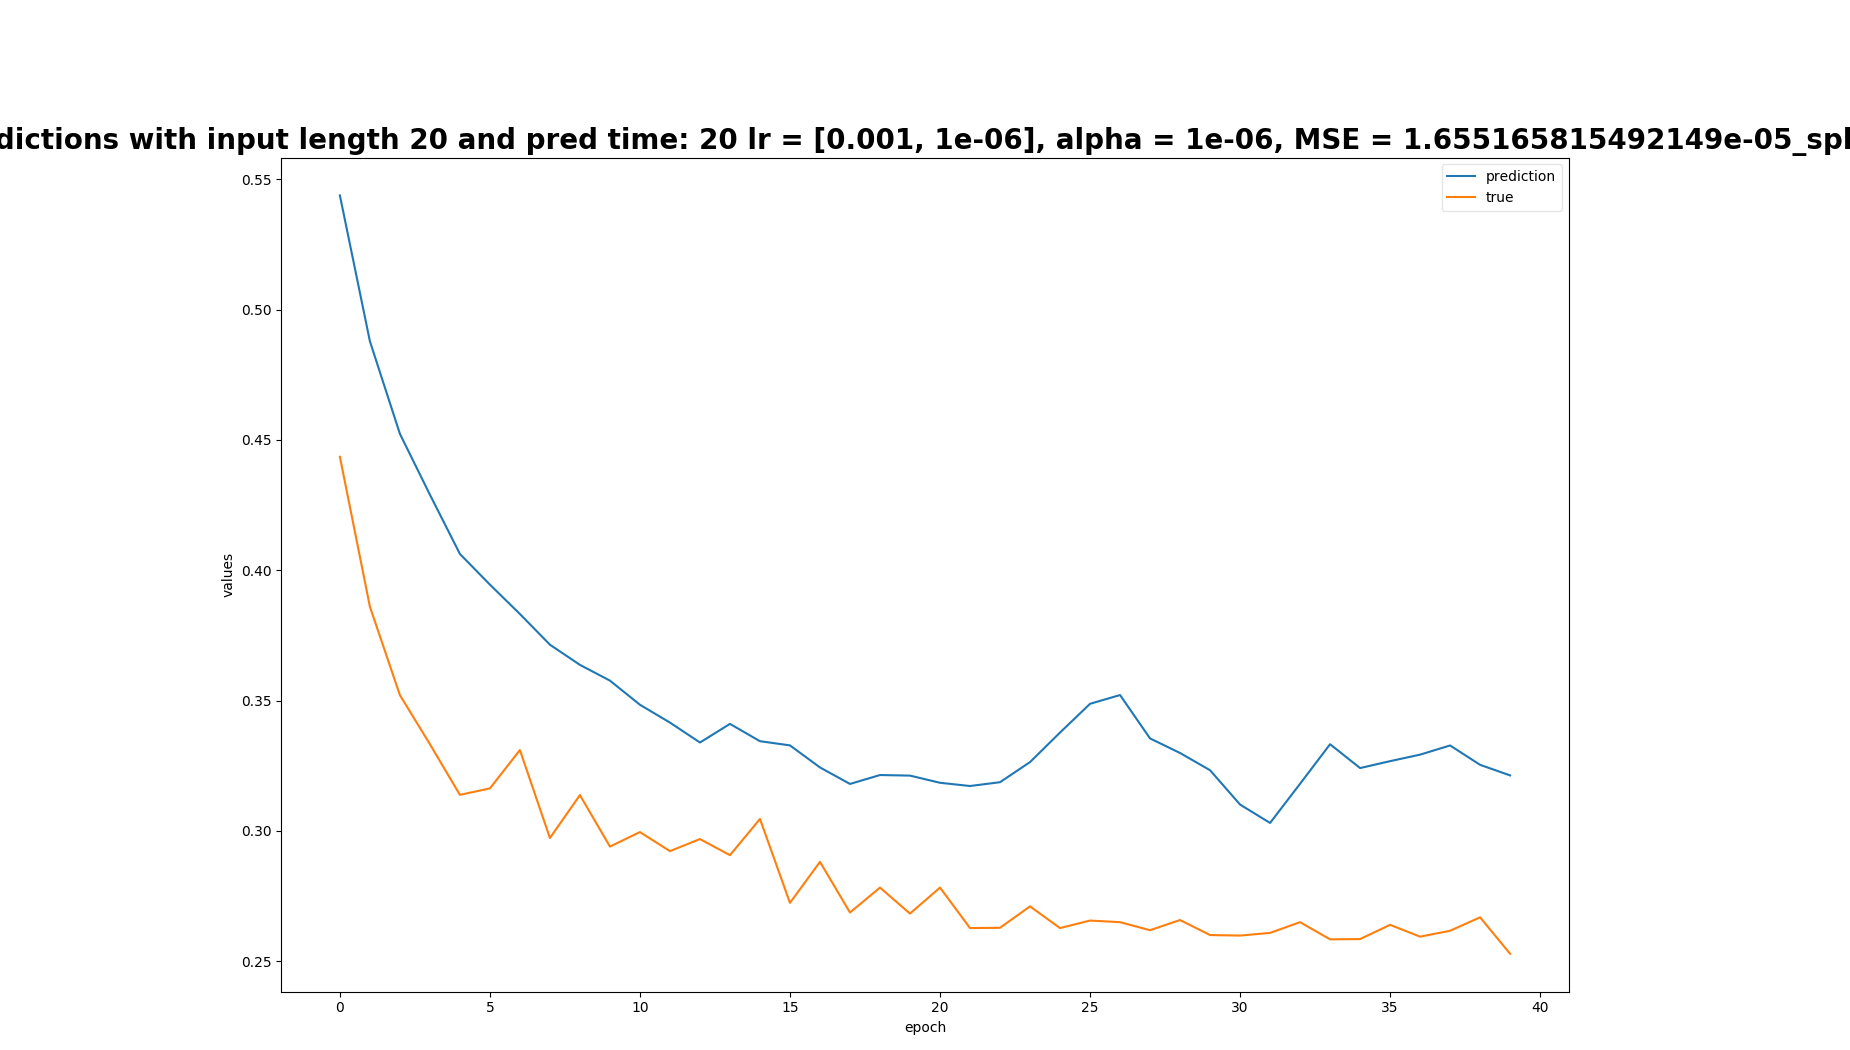 dictions with input length 20 and pred time: 20 lr = [0.001, 1e-06], alpha = 1e-06, MSE = 1.655165815492149e-05_spl
prediction
true
0.55
0.50
0.45
0.40
0.35
0.30
0.25
values
0 5 10 15 20 25 30 35 40
epoch